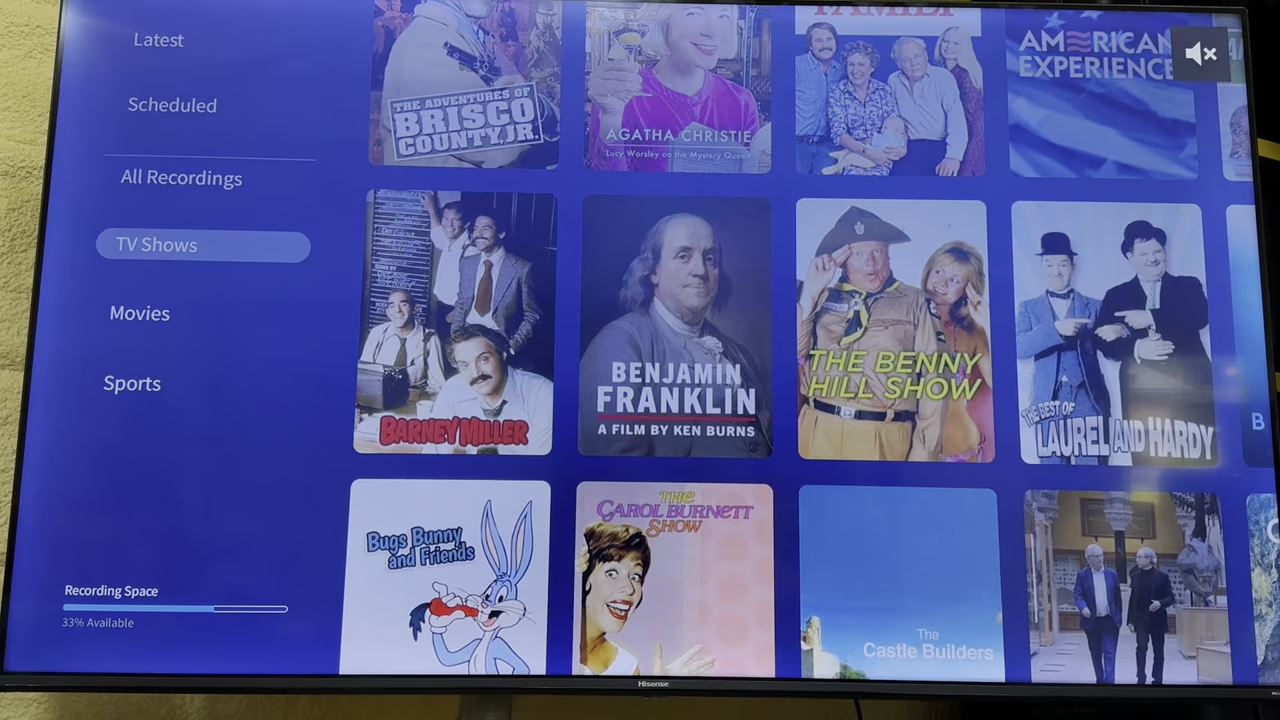 Latest
Scheduled
All Recordings
TV Shows
Movies
Sports
Recording Space
33% Available
THE ADVENTURES OF
BRISCO
COUNTY, JR.
AGATHA CHRISTIE
Lucy Worsley on the Mystery Queen
FAMILY
AMERICAN
EXPERIENCE
BARNEY MILLER
BENJAMIN
FRANKLIN
A FILM BY KEN BURNS
THE BENNY
HILL SHOW
THE BEST OF
LAUREL AND HARDY
B
Bugs Bunny
and Friends
THE
CAROL BURNETT
SHOW
The
Castle Builders
Hisense